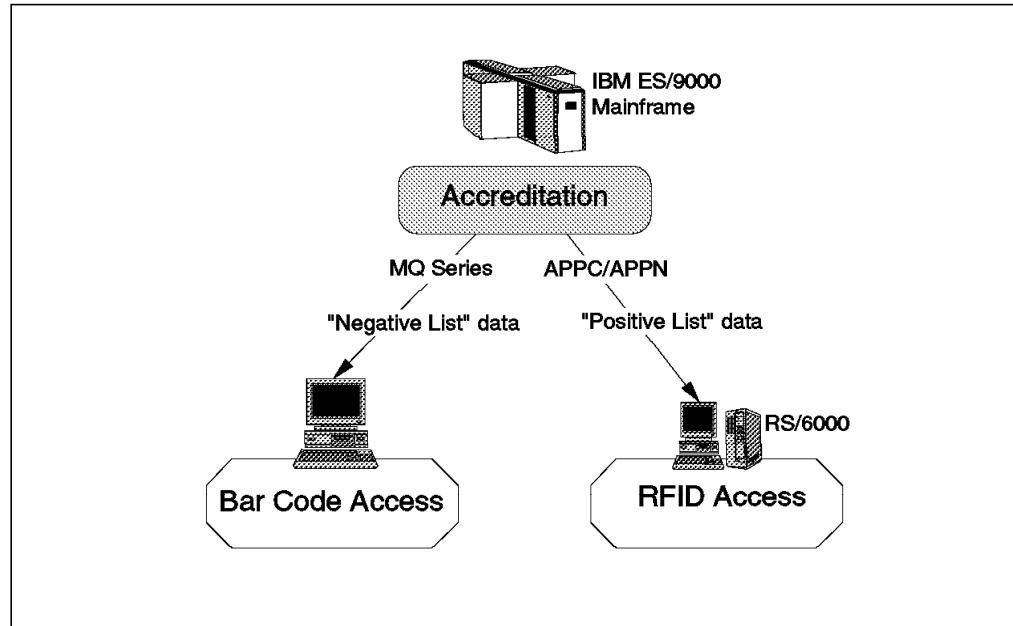 IBM ES/9000
Mainframe
Accreditation
MQ Series
APPC/APPN
"Negative List" data
"Positive List" data
RS/6000
Bar Code Access
RFID Access